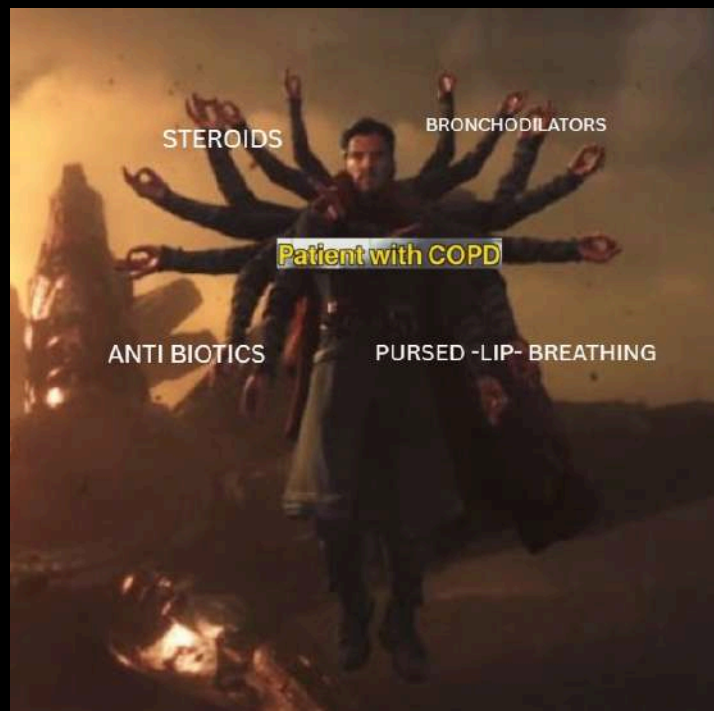 STEROIDS
BRONCHODILATORS
Patient with COPD
ANTI BIOTICS
PURSED -LIP- BREATHING